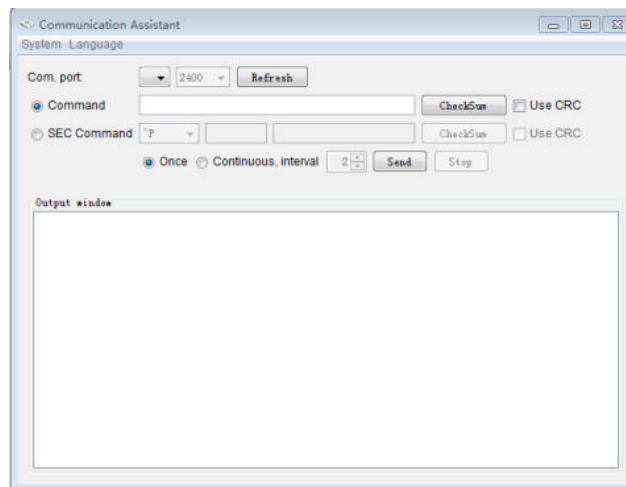 Communication Assistant
System Language
Com. port: 2400 Refresh
Command CheckSum Use CRC
SEC Command ^P CheckSum Use CRC
Once Continuous, interval 2 Send Stop
Output window